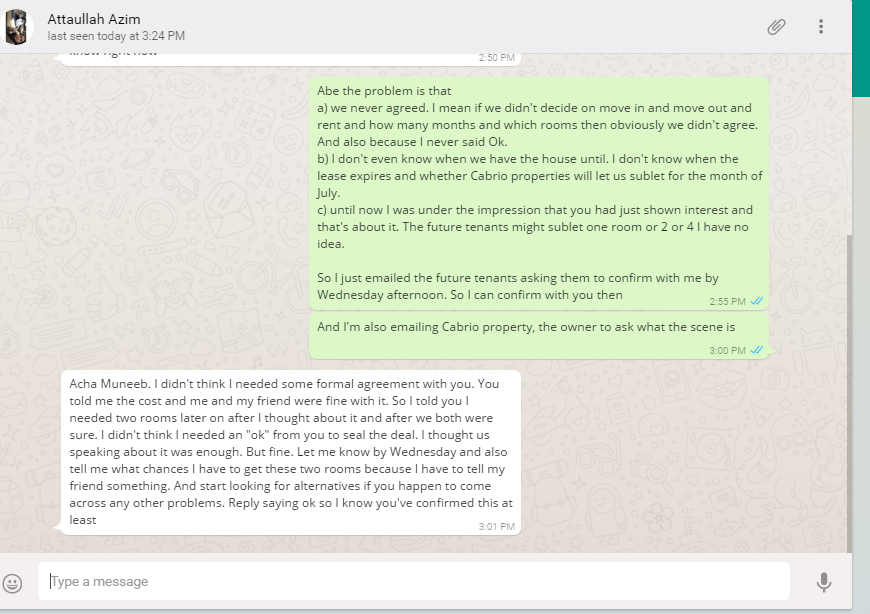 Attaullah Azim
last seen today at 3:24 PM
know right now
2:50 PM
Abe the problem is that
a) we never agreed. I mean if we didn't decide on move in and move out and
rent and how many months and which rooms then obviously we didn't agree.
And also because I never said Ok.
b) I don't even know when we have the house until. I don't know when the
lease expires and whether Cabrio properties will let us sublet for the month of
July.
c) until now I was under the impression that you had just shown interest and
that's about it. The future tenants might sublet one room or 2 or 4 I have no
idea.
So I just emailed the future tenants asking them to confirm with me by
Wednesday afternoon. So I can confirm with you then
2:55 PM
And I'm also emailing Cabrio property, the owner to ask what the scene is
3:00 PM
Acha Muneeb. I didn't think I needed some formal agreement with you. You
told me the cost and me and my friend were fine with it. So I told you I
needed two rooms later on after I thought about it and after we both were
sure. I didn't think I needed an "ok" from you to seal the deal. I thought us
speaking about it was enough. But fine. Let me know by Wednesday and also
tell me what chances I have to get these two rooms because I have to tell my
friend something. And start looking for alternatives if you happen to come
across any other problems. Reply saying ok so I know you've confirmed this at
least
3:01 PM
Type a message